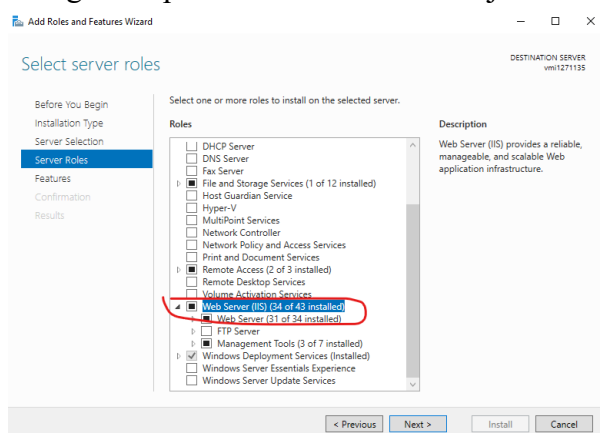 Add Roles and Features Wizard
Select server roles
DESTINATION SERVER
vmi1271135
Before You Begin
Installation Type
Server Selection
Server Roles
Features
Confirmation
Results
Select one or more roles to install on the selected server.
Roles
DHCP Server
DNS Server
Fax Server
File and Storage Services (1 of 12 installed)
Host Guardian Service
Hyper-V
MultiPoint Services
Network Controller
Network Policy and Access Services
Print and Document Services
Remote Access (2 of 3 installed)
Remote Desktop Services
Volume Activation Services
Web Server (IIS) (34 of 43 installed)
Web Server (31 of 34 installed)
FTP Server
Management Tools (3 of 7 installed)
Windows Deployment Services (Installed)
Windows Server Essentials Experience
Windows Server Update Services
Description
Web Server (IIS) provides a reliable,
manageable, and scalable Web
application infrastructure.
< Previous
Next >
Install
Cancel